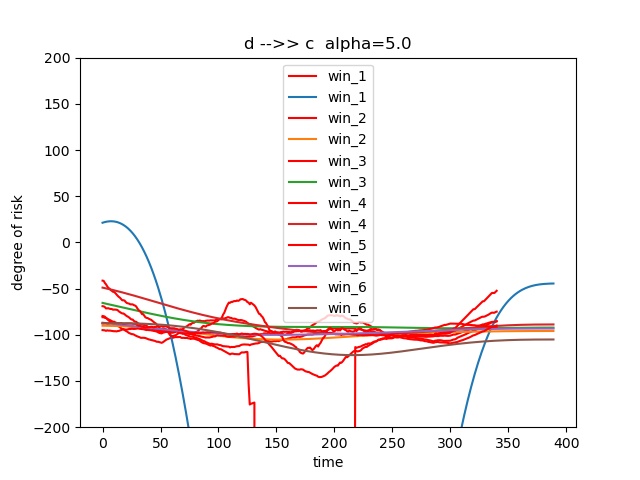 d -->> c  alpha=5.0
200
150
100
50
0
−50
−100
−150
−200
degree of risk
win_1
win_1
win_2
win_2
win_3
win_3
win_4
win_4
win_5
win_5
win_6
win_6
0 50 100 150 200 250 300 350 400
time